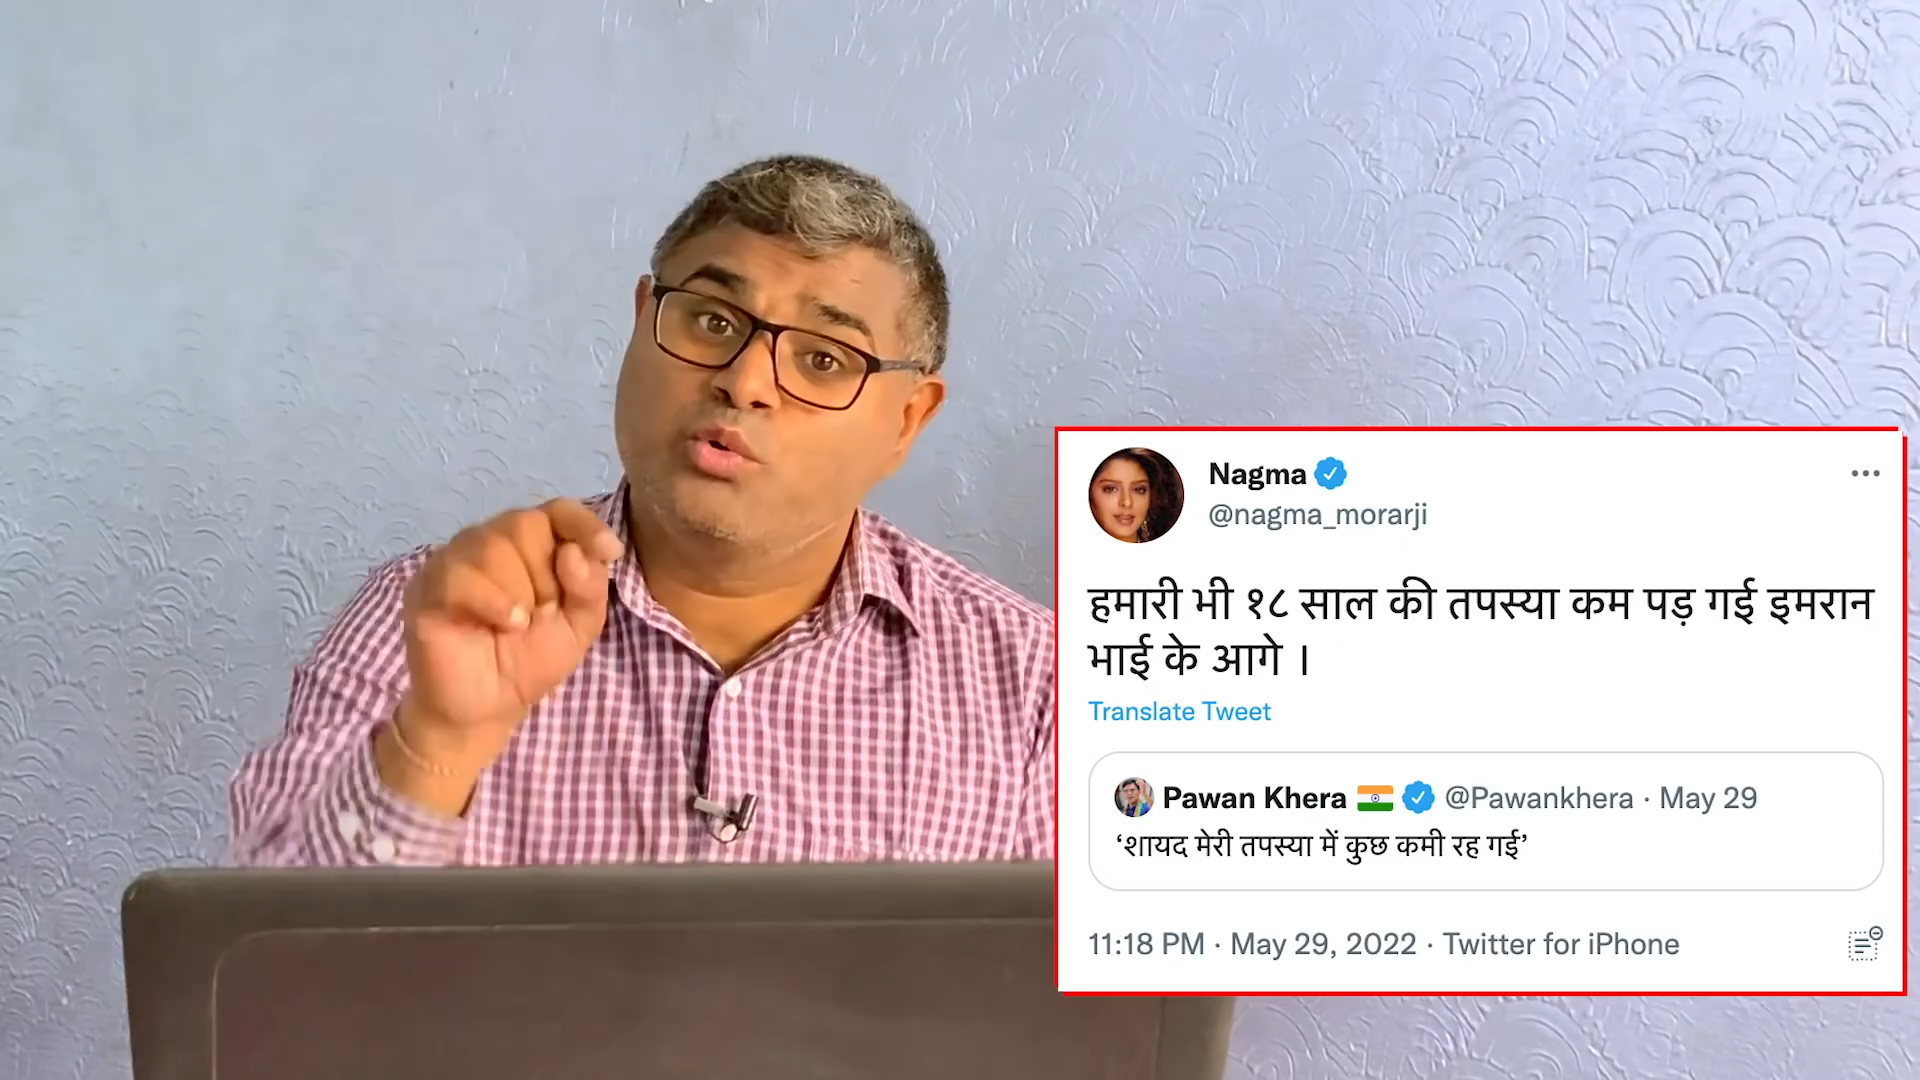 Nagma
@nagma_morarji
हमारी भी १८ साल की तपस्या कम पड़ गई इमरान
भाई के आगे ।
Translate Tweet
Pawan Khera @Pawankhera · May 29
‘शायद मेरी तपस्या में कुछ कमी रह गई’
11:18 PM · May 29, 2022 · Twitter for iPhone